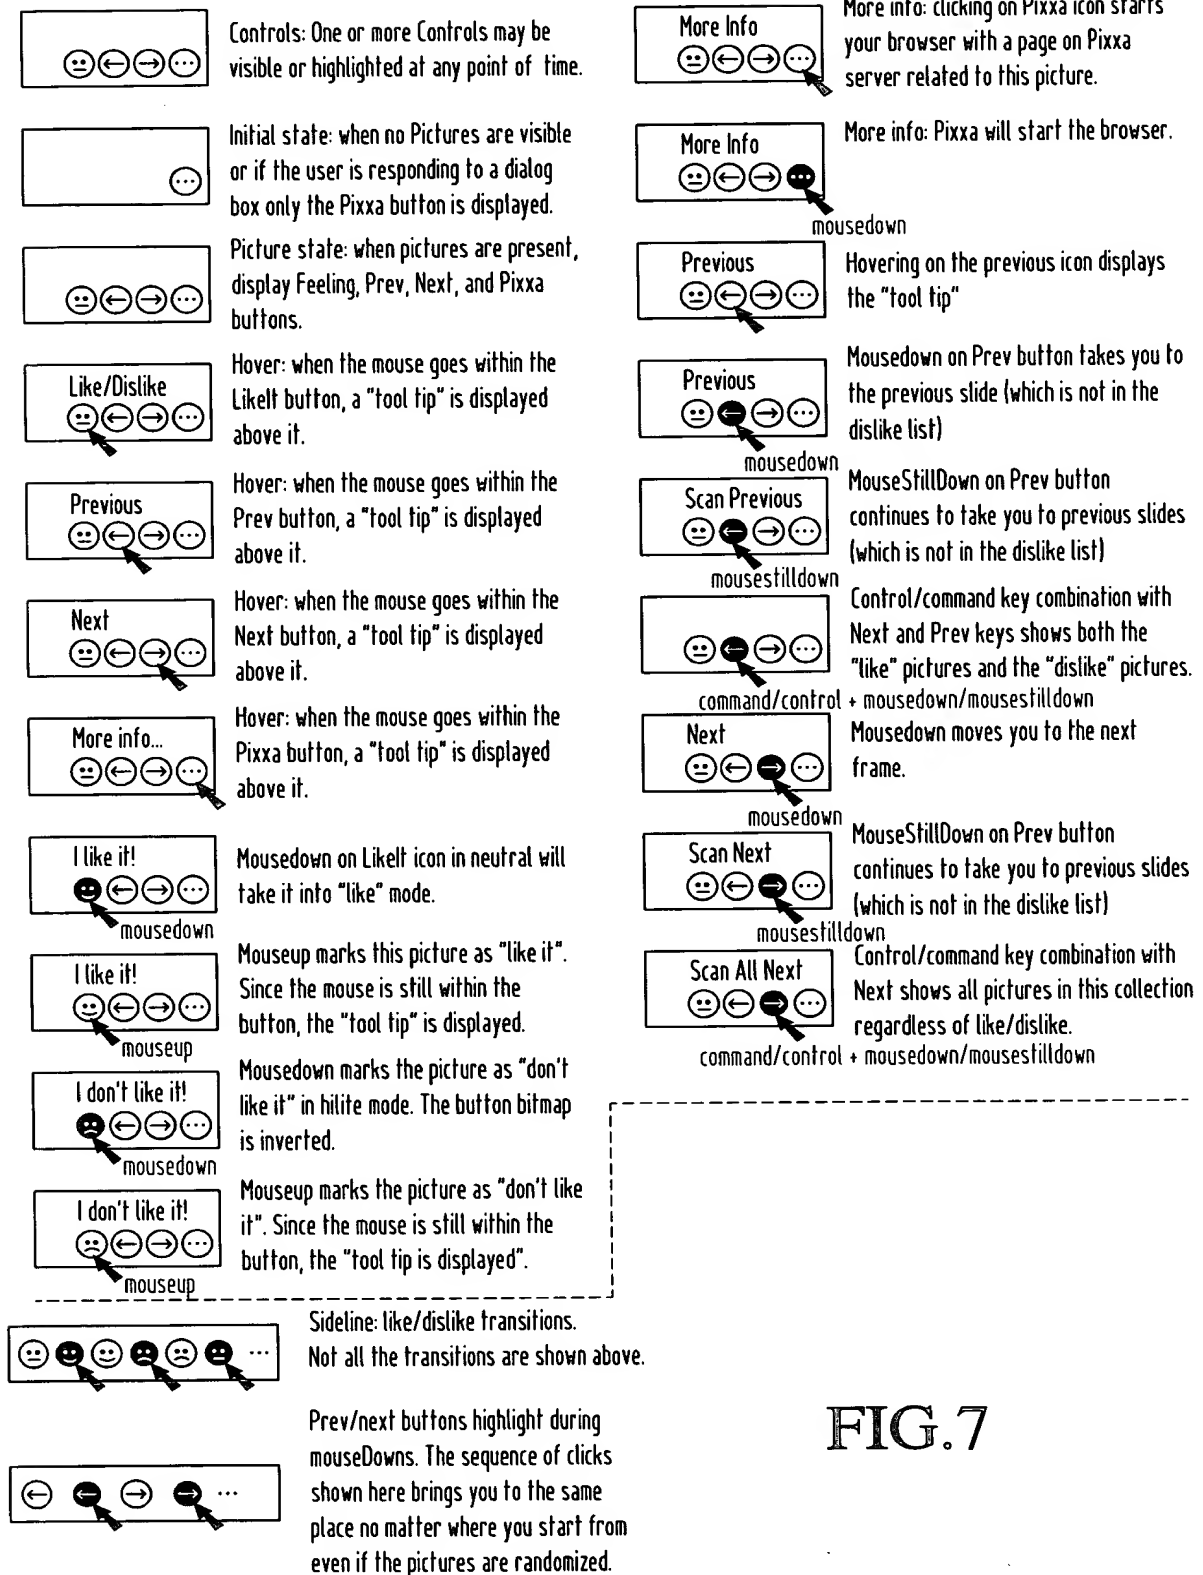 Controls: One or more Controls may be
visible or highlighted at any point of time.
Initial state: when no Pictures are visible
or if the user is responding to a dialog
box only the Pixxa button is displayed.
Picture state: when pictures are present,
display Feeling, Prev, Next, and Pixxa
buttons.
Like/Dislike
Hover: when the mouse goes within the
LikeIt button, a "tool tip" is displayed
above it.
Previous
Hover: when the mouse goes within the
Prev button, a "tool tip" is displayed
above it.
Next
Hover: when the mouse goes within the
Next button, a "tool tip" is displayed
above it.
More info...
Hover: when the mouse goes within the
Pixxa button, a "tool tip" is displayed
above it.
I like it!
mousedown
Mousedown on LikeIt icon in neutral will
take it into "like" mode.
I like it!
mouseup
Mouseup marks this picture as "like it".
Since the mouse is still within the
button, the "tool tip" is displayed.
I don't like it!
mousedown
Mousedown marks the picture as "don't
like it" in hilite mode. The button bitmap
is inverted.
I don't like it!
mouseup
Mouseup marks the picture as "don't like
it". Since the mouse is still within the
button, the "tool tip is displayed".
More Info
More info: clicking on Pixxa icon starts
your browser with a page on Pixxa
server related to this picture.
More Info
mousedown
More info: Pixxa will start the browser.
Previous
Hovering on the previous icon displays
the "tool tip"
Previous
mousedown
Mousedown on Prev button takes you to
the previous slide (which is not in the
dislike list)
Scan Previous
mousestilldown
MouseStillDown on Prev button
continues to take you to previous slides
(which is not in the dislike list)
Control/command key combination with
Next and Prev keys shows both the
"like" pictures and the "dislike" pictures.
command/control + mousedown/mousestilldown
Next
mousedown
Mousedown moves you to the next
frame.
Scan Next
mousestilldown
MouseStillDown on Prev button
continues to take you to previous slides
(which is not in the dislike list)
Scan All Next
Control/command key combination with
Next shows all pictures in this collection
regardless of like/dislike.
command/control + mousedown/mousestilldown
Sideline: like/dislike transitions.
Not all the transitions are shown above.
Prev/next buttons highlight during
mouseDowns. The sequence of clicks
shown here brings you to the same
place no matter where you start from
even if the pictures are randomized.
FIG.7